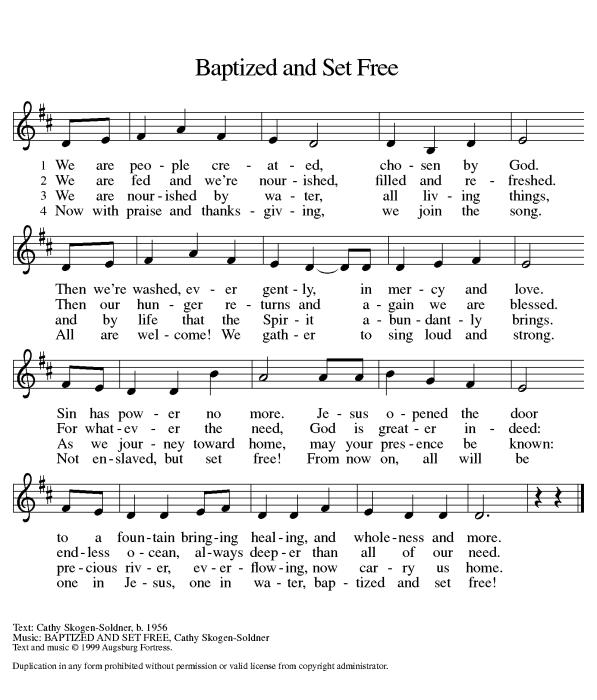 Baptized and Set Free
1 We are peo - ple cre - at - ed, cho - sen by God.
2 We are fed and we're nour - ished, filled and re - freshed.
3 We are nour - ished by wa - ter, all liv - ing things,
4 Now with praise and thanks - giv - ing, we join the song.
Then we're washed, ev - er gent - ly, in mer - cy and love.
Then our hun - ger re - turns and a - gain we are blessed.
and by life that the Spir - it a - bun - dant - ly brings.
All are wel - come! We gath - er to sing loud and strong.
Sin has pow - er no more. Je - sus o - pened the door
For what - ev - er the need, God is great - er in - deed:
As we jour - ney toward home, may your pres - ence be known:
Not en - slaved, but set free! From now on, all will be
to a foun - tain bring - ing heal - ing, and whole - ness and more.
end - less o - cean, al - ways deep - er than all of our need.
pre - cious riv - er, ev - er - flow - ing, now car - ry us home.
one in Je - sus, one in wa - ter, bap - tized and set free!
Text: Cathy Skogen-Soldner, b. 1956
Music: BAPTIZED AND SET FREE, Cathy Skogen-Soldner
Text and music © 1999 Augsburg Fortress.
Duplication in any form prohibited without permission or valid license from copyright administrator.